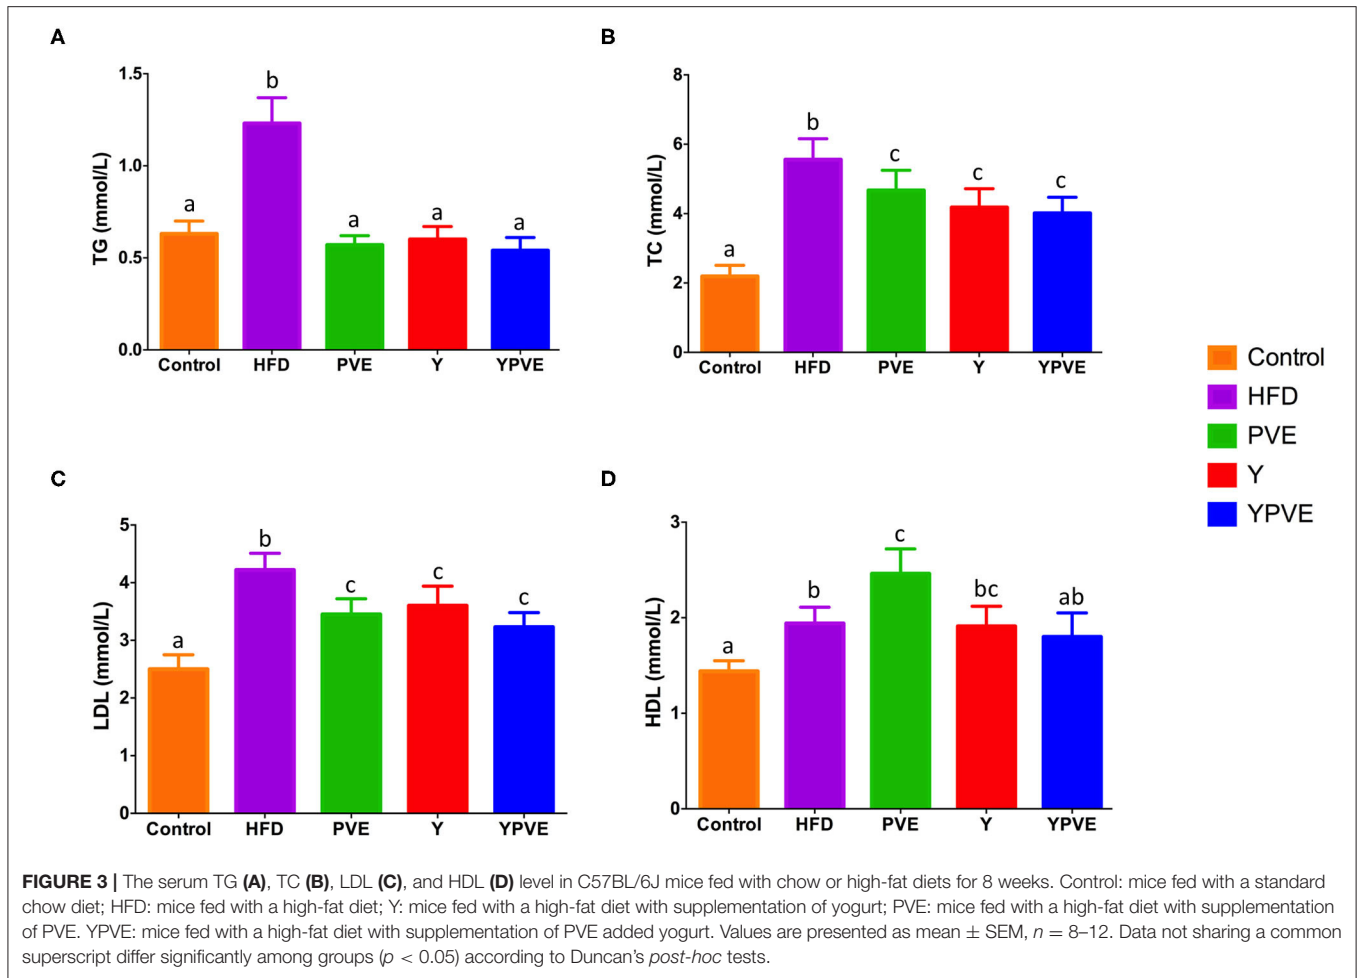 A
1.5
1.0
0.5
0.0
TG (mmol/L)
a
b
a
a
a
Control HFD PVE Y YPVE
B
8
6
4
2
0
TC (mmol/L)
a
b
c
c
c
Control HFD PVE Y YPVE
Control
HFD
PVE
Y
YPVE
C
5
4
3
2
1
0
LDL (mmol/L)
a
b
c
c
c
Control HFD PVE Y YPVE
D
3
2
1
0
HDL (mmol/L)
a
b
c
bc
ab
Control HFD PVE Y YPVE
FIGURE 3 | The serum TG (A), TC (B), LDL (C), and HDL (D) level in C57BL/6J mice fed with chow or high-fat diets for 8 weeks. Control: mice fed with a standard
chow diet; HFD: mice fed with a high-fat diet; Y: mice fed with a high-fat diet with supplementation of yogurt; PVE: mice fed with a high-fat diet with supplementation
of PVE. YPVE: mice fed with a high-fat diet with supplementation of PVE added yogurt. Values are presented as mean ± SEM, n = 8–12. Data not sharing a common
superscript differ significantly among groups (p < 0.05) according to Duncan's post-hoc tests.